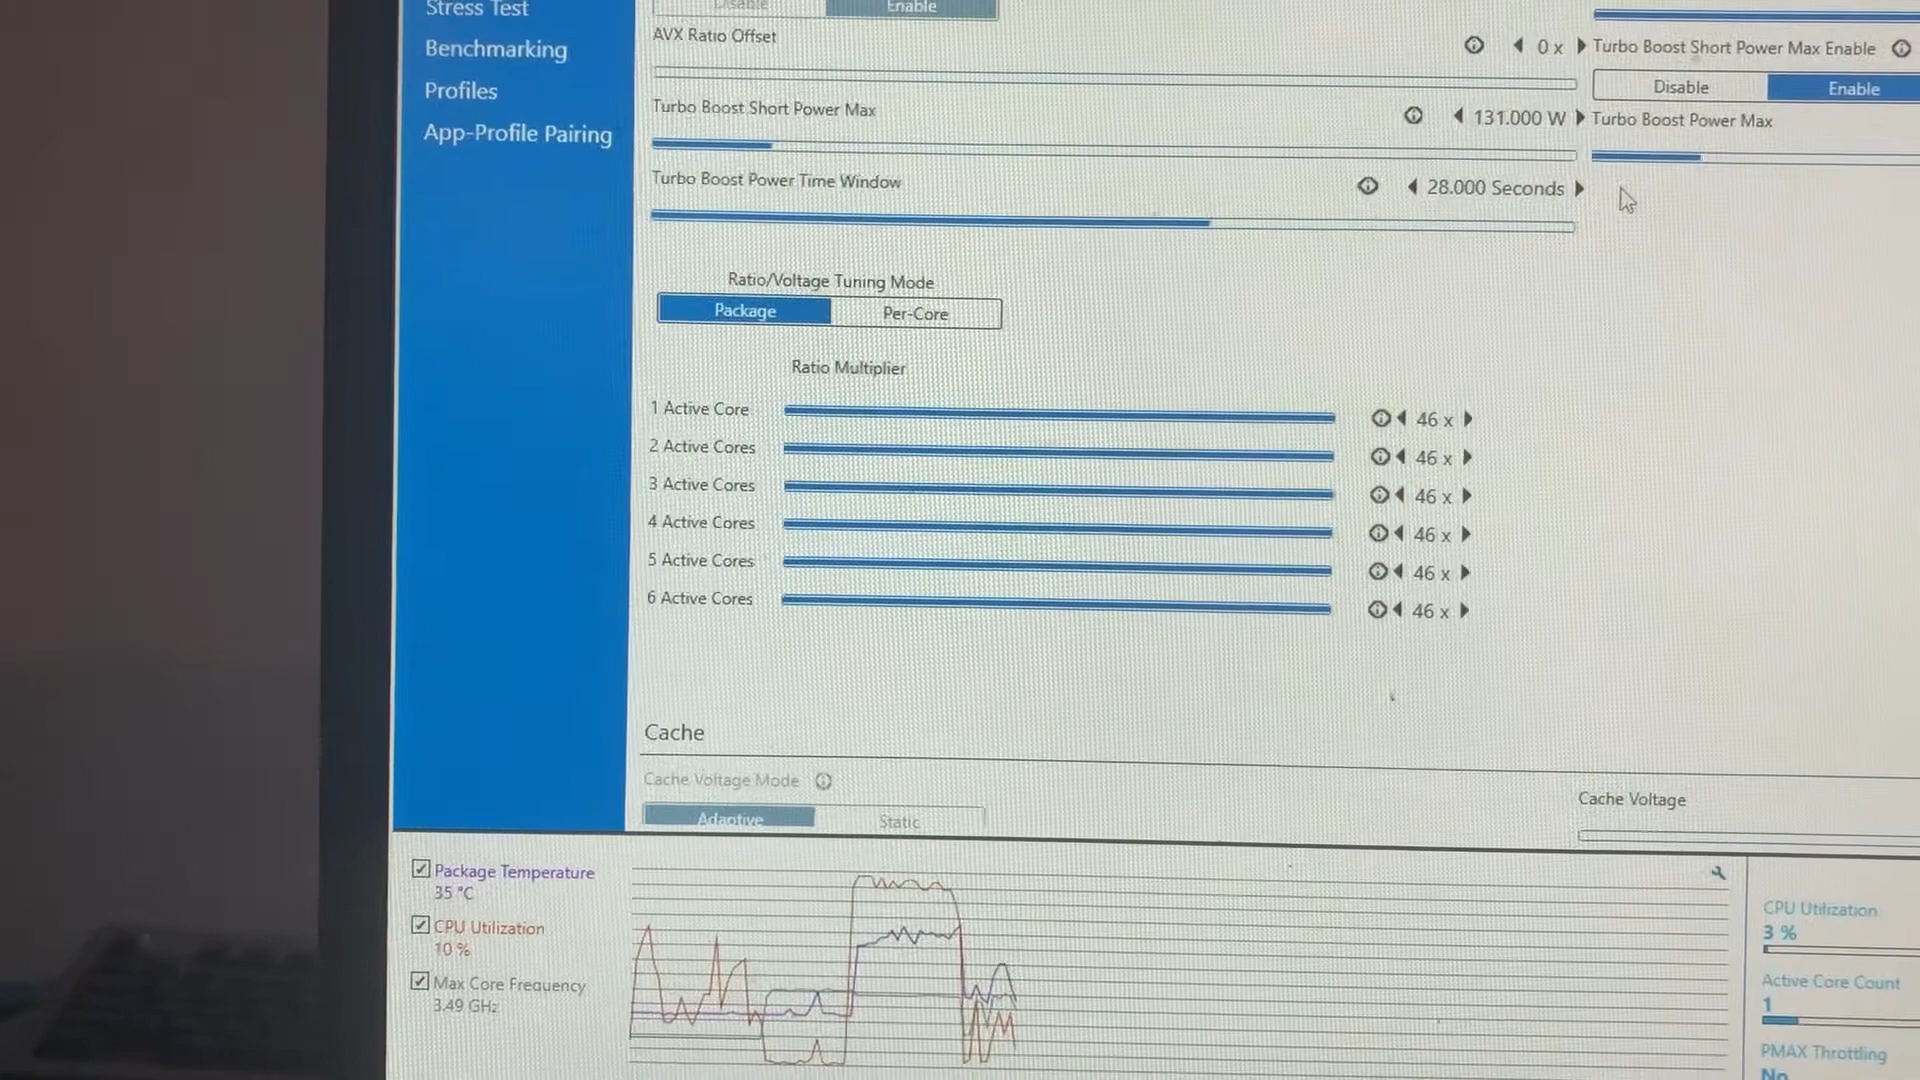 Stress Test
Benchmarking
Profiles
App-Profile Pairing
Disable
Enable
AVX Ratio Offset
0 x
Turbo Boost Short Power Max Enable
Disable
Enable
Turbo Boost Short Power Max
131.000 W
Turbo Boost Power Max
Turbo Boost Power Time Window
28.000 Seconds
Ratio/Voltage Tuning Mode
Package
Per-Core
Ratio Multiplier
1 Active Core
46 x
2 Active Cores
46 x
3 Active Cores
46 x
4 Active Cores
46 x
5 Active Cores
46 x
6 Active Cores
46 x
Cache
Cache Voltage Mode
Adaptive
Static
Cache Voltage
Package Temperature
35 °C
CPU Utilization
10 %
Max Core Frequency
3.49 GHz
CPU Utilization
3 %
Active Core Count
1
PMAX Throttling
No